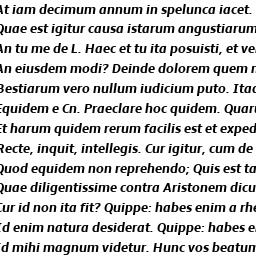 At iam decimum annum in spelunca iacet.
Quae est igitur causa istarum angustiarum
An tu me de L. Haec et tu ita posuisti, et ve
An eiusdem modi? Deinde dolorem quem m
Bestiarum vero nullum iudicium puto. Itac
Equidem e Cn. Praeclare hoc quidem. Quar
Et harum quidem rerum facilis est et exped
Recte, inquit, intellegis. Cur igitur, cum de
Quod equidem non reprehendo; Quis est ta
Quae diligentissime contra Aristonem dicu
Cur id non ita fit? Quippe: habes enim a rhe
Id enim natura desiderat. Quippe: habes e
Id mihi magnum videtur. Hunc vos beatum